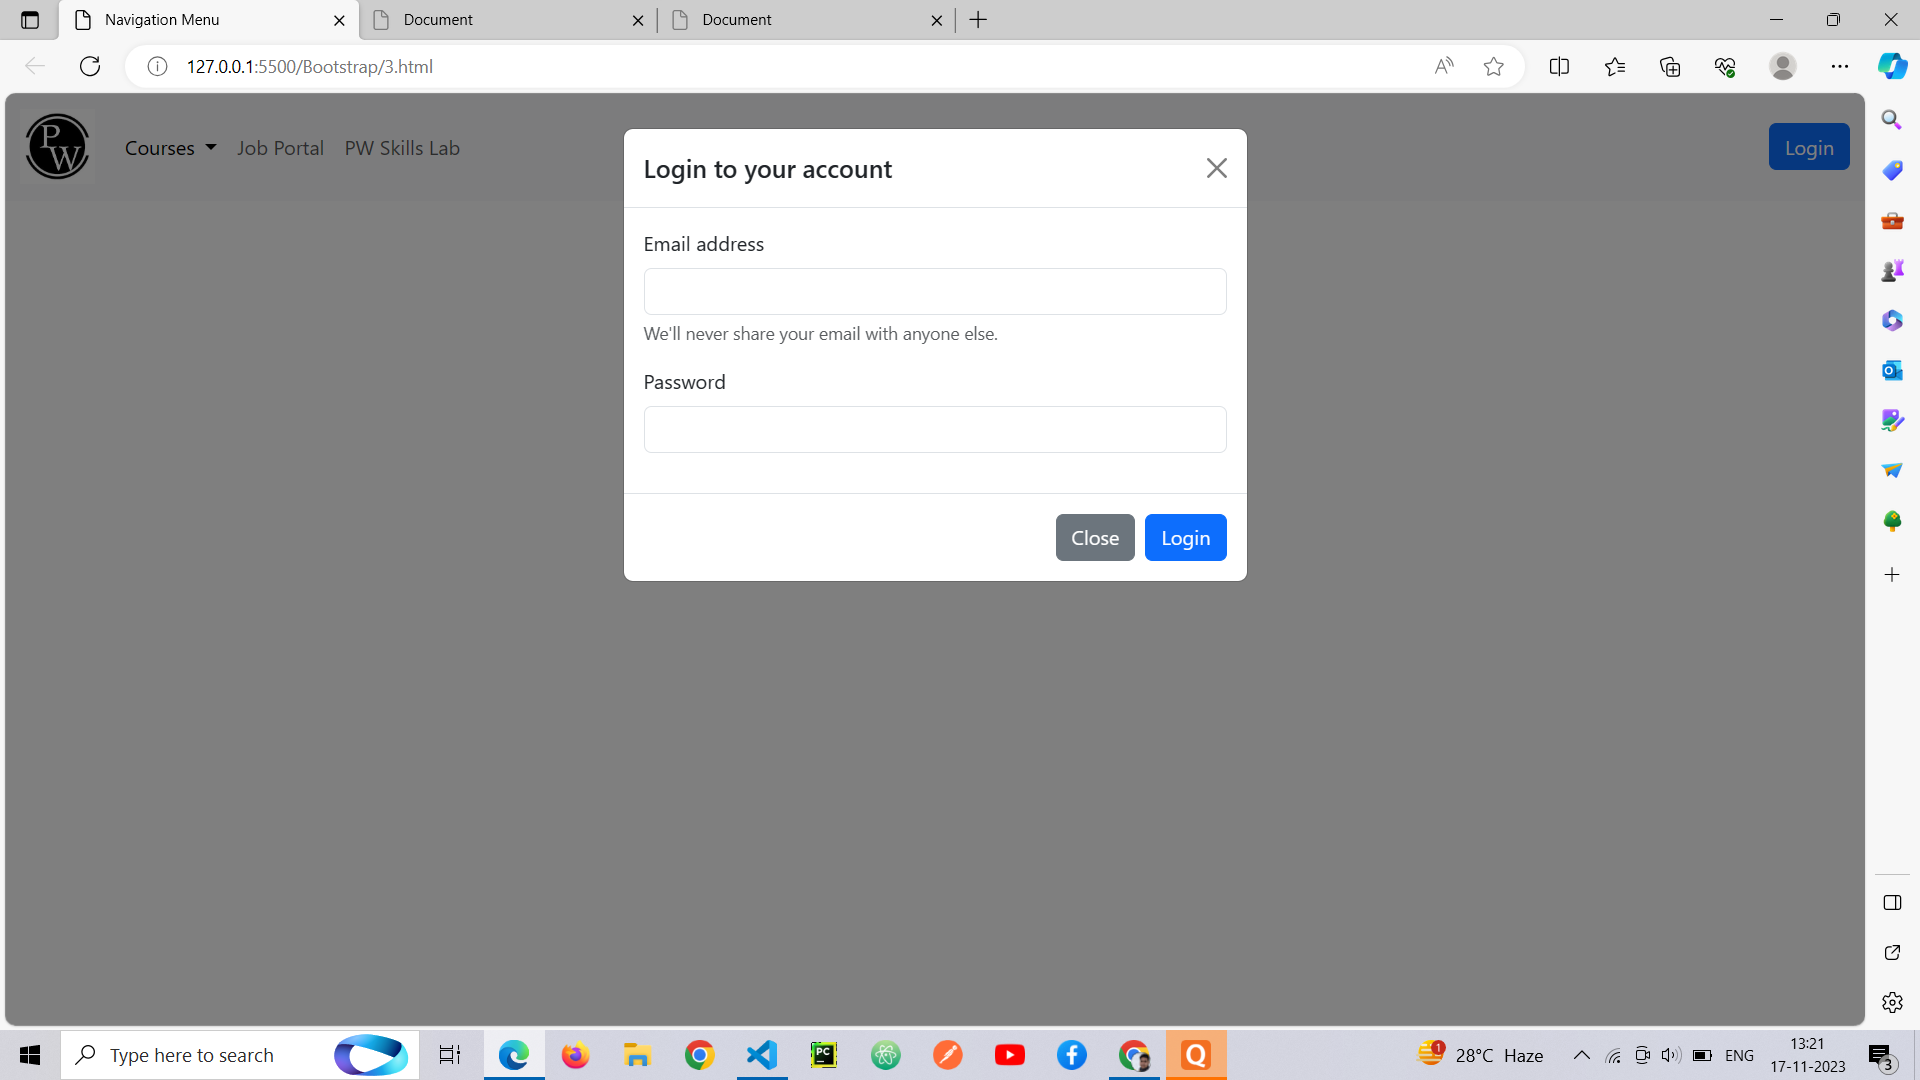 Navigation Menu
Document
Document
127.0.0.1:5500/Bootstrap/3.html
PW
Courses
Job Portal
PW Skills Lab
Login
Login to your account
Email address
We'll never share your email with anyone else.
Password
Close
Login
Type here to search
PC
Q
1
28°C Haze
ENG
13:21
17-11-2023
3